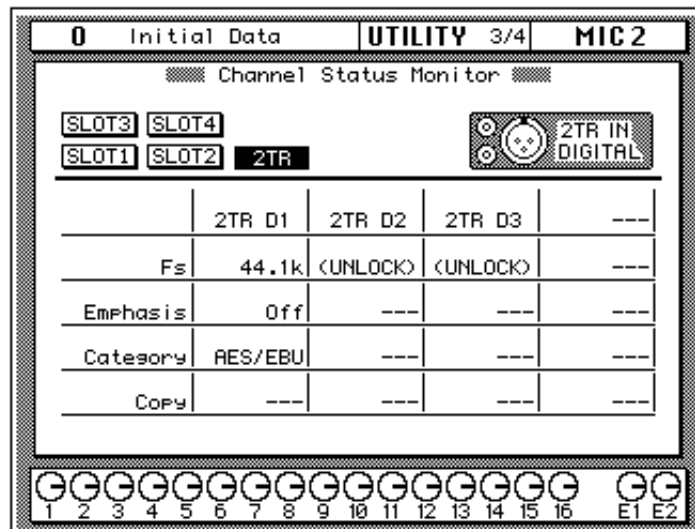 0 Initial Data UTILITY 3/4 MIC 2
Channel Status Monitor
SLOT3 SLOT4
SLOT1 SLOT2 2TR
2TR IN
DIGITAL
2TR D1 2TR D2 2TR D3 ---
Fs 44.1k (UNLOCK) (UNLOCK) ---
Emphasis Off --- --- ---
Category AES/EBU --- --- ---
Copy --- --- --- ---
1 2 3 4 5 6 7 8 9 10 11 12 13 14 15 16 E1 E2